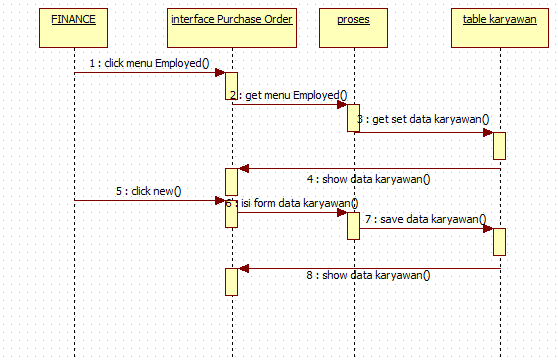 FINANCE
interface Purchase Order
proses
table karyawan
1 : click menu Employed()
2 : get menu Employed()
3 : get set data karyawan()
4 : show data karyawan()
5 : click new()
6 : isi form data karyawan()
7 : save data karyawan()
8 : show data karyawan()